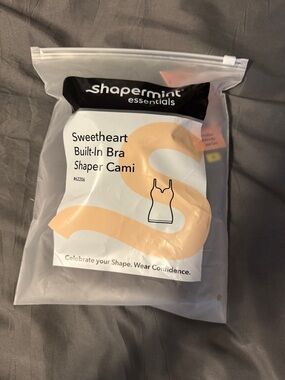 shapermint
essentials
Sweetheart
Built-In Bra
Shaper Cami
Celebrate your Shape. Wear Confidence.